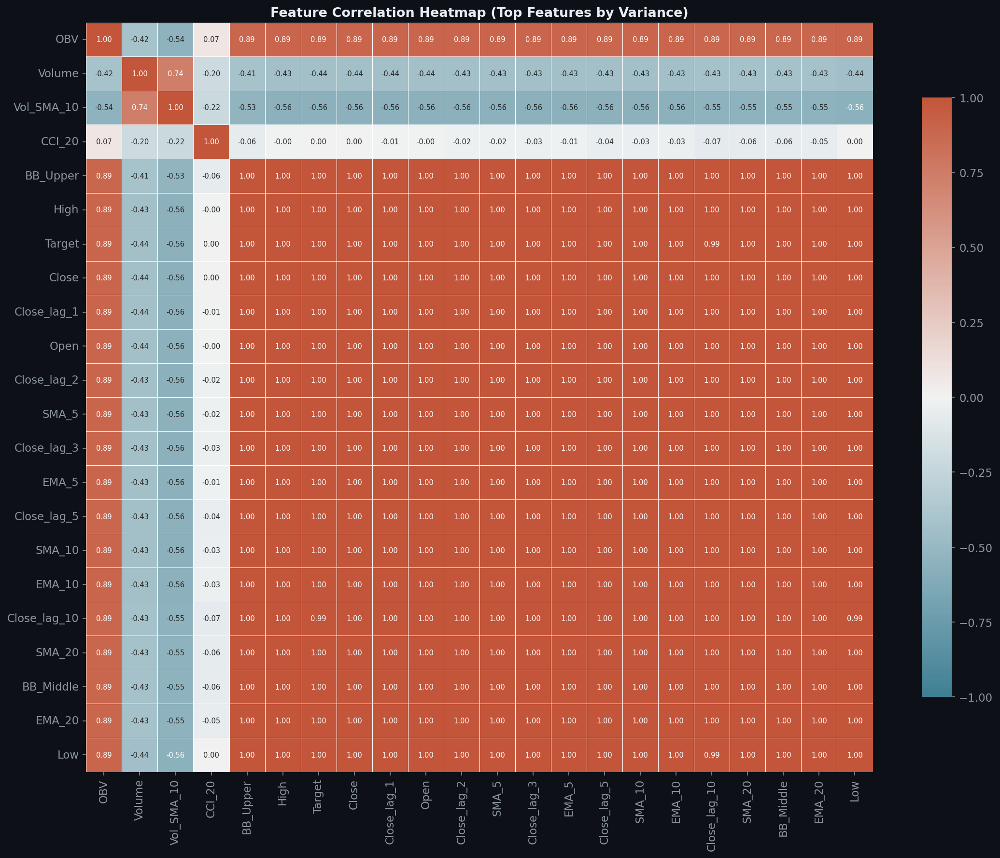 Feature Correlation Heatmap (Top Features by Variance)
OBV 1.00 -0.42 -0.54 0.07 0.89 0.89 0.89 0.89 0.89 0.89 0.89 0.89 0.89 0.89 0.89 0.89 0.89 0.89 0.89 0.89 0.89 0.89
Volume -0.42 1.00 0.74 -0.20 -0.41 -0.43 -0.44 -0.44 -0.44 -0.44 -0.43 -0.43 -0.43 -0.43 -0.43 -0.43 -0.43 -0.43 -0.43 -0.43 -0.43 -0.44
Vol_SMA_10 -0.54 0.74 1.00 -0.22 -0.53 -0.56 -0.56 -0.56 -0.56 -0.56 -0.56 -0.56 -0.56 -0.56 -0.56 -0.56 -0.56 -0.55 -0.55 -0.55 -0.55 -0.56
CCI_20 0.07 -0.20 -0.22 1.00 -0.06 -0.00 0.00 0.00 -0.01 -0.00 -0.02 -0.02 -0.03 -0.01 -0.04 -0.03 -0.03 -0.07 -0.06 -0.06 -0.05 0.00
BB_Upper 0.89 -0.41 -0.53 -0.06 1.00 1.00 1.00 1.00 1.00 1.00 1.00 1.00 1.00 1.00 1.00 1.00 1.00 1.00 1.00 1.00 1.00 1.00
High 0.89 -0.43 -0.56 -0.00 1.00 1.00 1.00 1.00 1.00 1.00 1.00 1.00 1.00 1.00 1.00 1.00 1.00 1.00 1.00 1.00 1.00 1.00
Target 0.89 -0.44 -0.56 0.00 1.00 1.00 1.00 1.00 1.00 1.00 1.00 1.00 1.00 1.00 1.00 1.00 1.00 0.99 1.00 1.00 1.00 1.00
Close 0.89 -0.44 -0.56 0.00 1.00 1.00 1.00 1.00 1.00 1.00 1.00 1.00 1.00 1.00 1.00 1.00 1.00 1.00 1.00 1.00 1.00 1.00
Close_lag_1 0.89 -0.44 -0.56 -0.01 1.00 1.00 1.00 1.00 1.00 1.00 1.00 1.00 1.00 1.00 1.00 1.00 1.00 1.00 1.00 1.00 1.00 1.00
Open 0.89 -0.44 -0.56 -0.00 1.00 1.00 1.00 1.00 1.00 1.00 1.00 1.00 1.00 1.00 1.00 1.00 1.00 1.00 1.00 1.00 1.00 1.00
Close_lag_2 0.89 -0.43 -0.56 -0.02 1.00 1.00 1.00 1.00 1.00 1.00 1.00 1.00 1.00 1.00 1.00 1.00 1.00 1.00 1.00 1.00 1.00 1.00
SMA_5 0.89 -0.43 -0.56 -0.02 1.00 1.00 1.00 1.00 1.00 1.00 1.00 1.00 1.00 1.00 1.00 1.00 1.00 1.00 1.00 1.00 1.00 1.00
Close_lag_3 0.89 -0.43 -0.56 -0.03 1.00 1.00 1.00 1.00 1.00 1.00 1.00 1.00 1.00 1.00 1.00 1.00 1.00 1.00 1.00 1.00 1.00 1.00
EMA_5 0.89 -0.43 -0.56 -0.01 1.00 1.00 1.00 1.00 1.00 1.00 1.00 1.00 1.00 1.00 1.00 1.00 1.00 1.00 1.00 1.00 1.00 1.00
Close_lag_5 0.89 -0.43 -0.56 -0.04 1.00 1.00 1.00 1.00 1.00 1.00 1.00 1.00 1.00 1.00 1.00 1.00 1.00 1.00 1.00 1.00 1.00 1.00
SMA_10 0.89 -0.43 -0.56 -0.03 1.00 1.00 1.00 1.00 1.00 1.00 1.00 1.00 1.00 1.00 1.00 1.00 1.00 1.00 1.00 1.00 1.00 1.00
EMA_10 0.89 -0.43 -0.56 -0.03 1.00 1.00 1.00 1.00 1.00 1.00 1.00 1.00 1.00 1.00 1.00 1.00 1.00 1.00 1.00 1.00 1.00 1.00
Close_lag_10 0.89 -0.43 -0.55 -0.07 1.00 1.00 0.99 1.00 1.00 1.00 1.00 1.00 1.00 1.00 1.00 1.00 1.00 1.00 1.00 1.00 1.00 0.99
SMA_20 0.89 -0.43 -0.55 -0.06 1.00 1.00 1.00 1.00 1.00 1.00 1.00 1.00 1.00 1.00 1.00 1.00 1.00 1.00 1.00 1.00 1.00 1.00
BB_Middle 0.89 -0.43 -0.55 -0.06 1.00 1.00 1.00 1.00 1.00 1.00 1.00 1.00 1.00 1.00 1.00 1.00 1.00 1.00 1.00 1.00 1.00 1.00
EMA_20 0.89 -0.43 -0.55 -0.05 1.00 1.00 1.00 1.00 1.00 1.00 1.00 1.00 1.00 1.00 1.00 1.00 1.00 1.00 1.00 1.00 1.00 1.00
Low 0.89 -0.44 -0.56 0.00 1.00 1.00 1.00 1.00 1.00 1.00 1.00 1.00 1.00 1.00 1.00 1.00 1.00 0.99 1.00 1.00 1.00 1.00
OBV
Volume
Vol_SMA_10
CCI_20
BB_Upper
High
Target
Close
Close_lag_1
Open
Close_lag_2
SMA_5
Close_lag_3
EMA_5
Close_lag_5
SMA_10
EMA_10
Close_lag_10
SMA_20
BB_Middle
EMA_20
Low
1.00
0.75
0.50
0.25
0.00
−0.25
−0.50
−0.75
−1.00